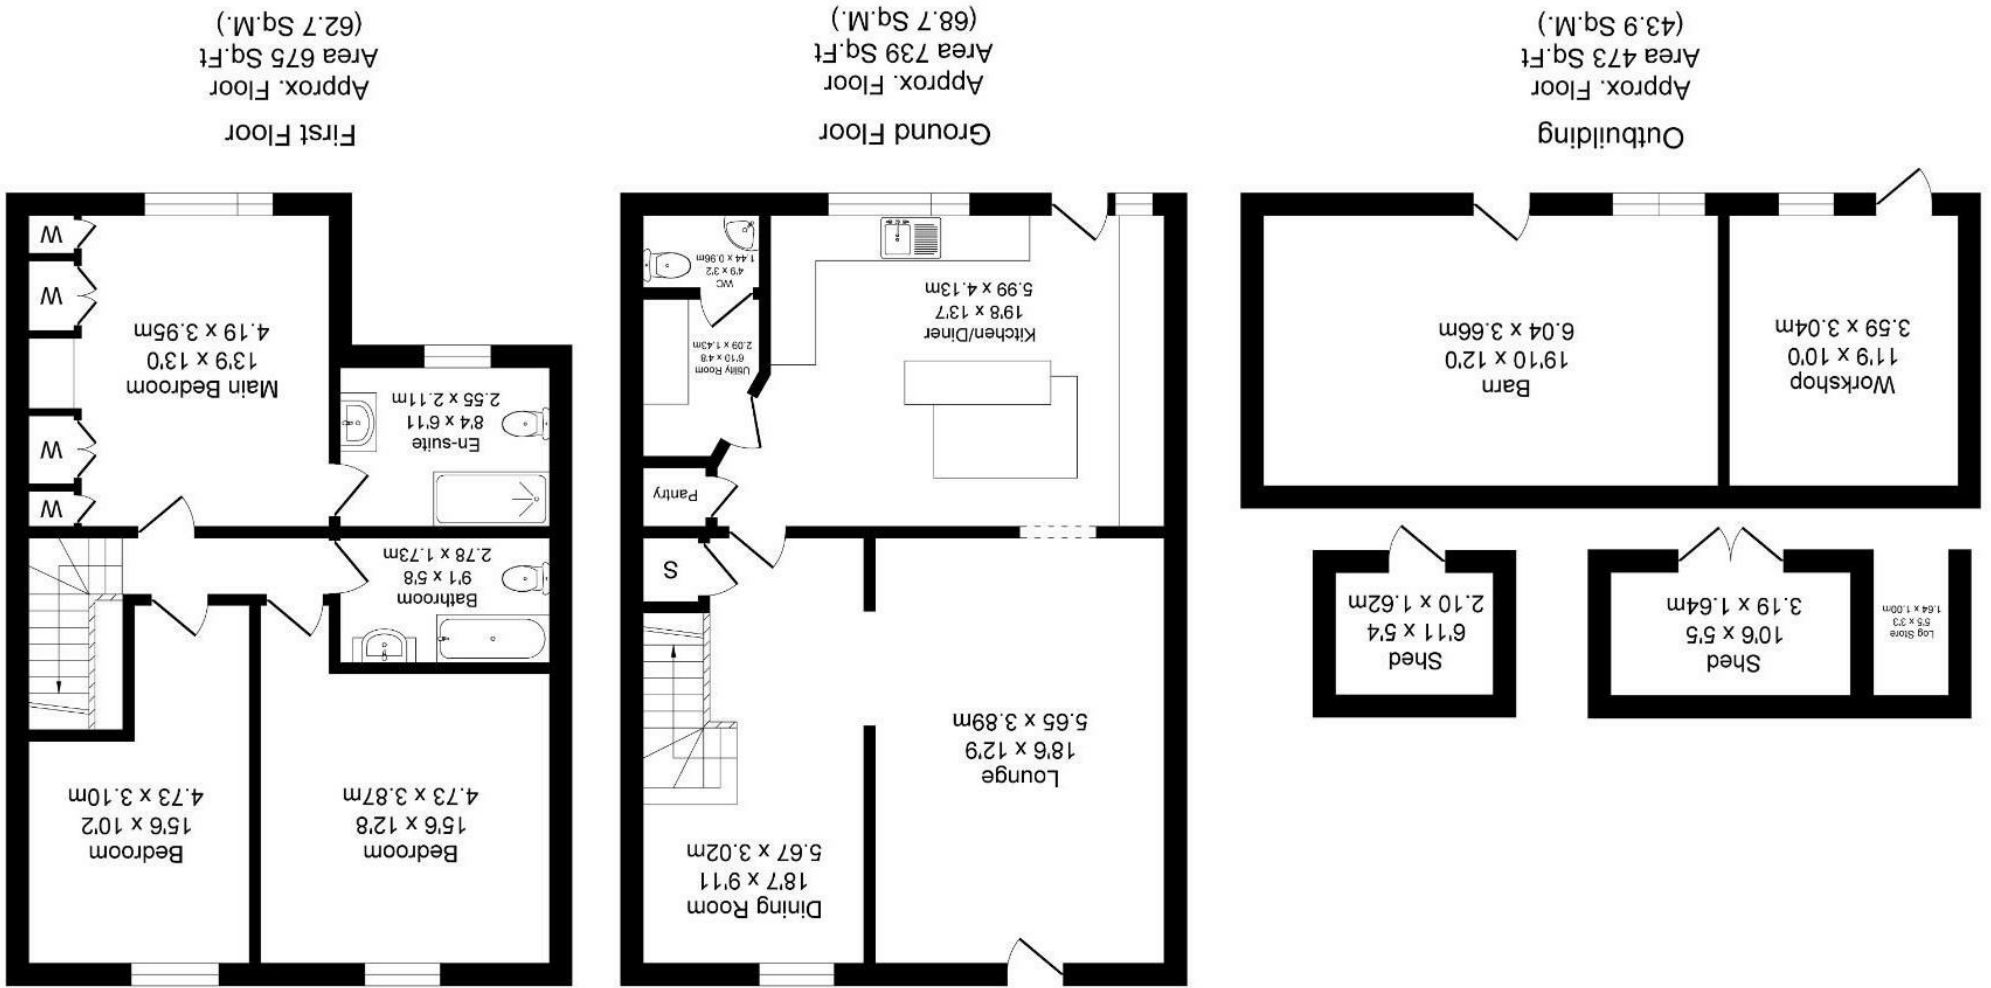 Log Store
5'5 x 3'3
1.64 x 1.00m
Shed
10'6 x 5'5
3.19 x 1.64m
Shed
6'11 x 5'4
2.10 x 1.62m
Workshop
11'9 x 10'0
3.59 x 3.04m
Barn
19'10 x 12'0
6.04 x 3.66m
Outbuilding
Approx. Floor
Area 473 Sq.Ft
(43.9 Sq.M.)
Dining Room
18'7 x 9'11
5.67 x 3.02m
Lounge
18'6 x 12'9
5.65 x 3.89m
S
Pantry
Utility Room
6'10 x 4'8
2.09 x 1.43m
Kitchen/Diner
19'8 x 13'7
5.99 x 4.13m
WC
4'9 x 3'2
1.44 x 0.96m
Ground Floor
Approx. Floor
Area 739 Sq.Ft
(68.7 Sq.M.)
Bedroom
15'6 x 12'8
4.73 x 3.87m
Bedroom
15'6 x 10'2
4.73 x 3.10m
Bathroom
9'1 x 5'8
2.78 x 1.73m
W
En-suite
8'4 x 6'11
2.55 x 2.11m
W
Main Bedroom
13'9 x 13'0
4.19 x 3.95m
W
W
First Floor
Approx. Floor
Area 675 Sq.Ft
(62.7 Sq.M.)